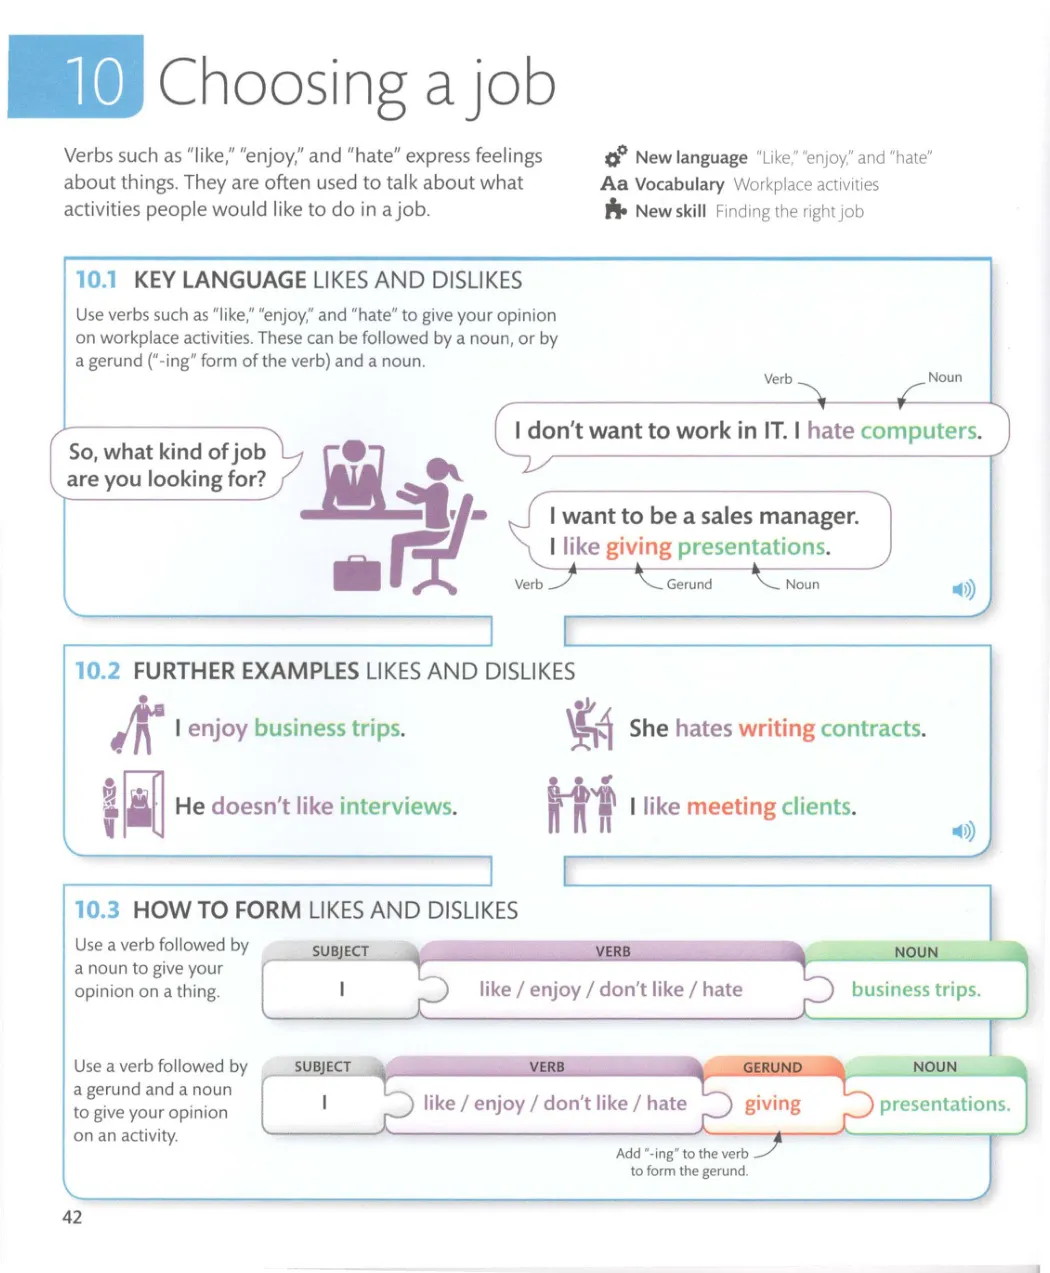 10 Choosing a job
Verbs such as "like," "enjoy," and "hate" express feelings
about things. They are often used to talk about what
activities people would like to do in a job.
New language "Like," "enjoy," and "hate"
Aa Vocabulary Workplace activities
New skill Finding the right job
10.1 KEY LANGUAGE LIKES AND DISLIKES
Use verbs such as "like," "enjoy," and "hate" to give your opinion
on workplace activities. These can be followed by a noun, or by
a gerund ("-ing" form of the verb) and a noun.
So, what kind of job
are you looking for?
Verb Noun
I don't want to work in IT. I hate computers.
I want to be a sales manager.
I like giving presentations.
Verb Gerund Noun
10.2 FURTHER EXAMPLES LIKES AND DISLIKES
I enjoy business trips.
She hates writing contracts.
He doesn't like interviews.
I like meeting clients.
10.3 HOW TO FORM LIKES AND DISLIKES
Use a verb followed by
a noun to give your
opinion on a thing.
SUBJECT VERB NOUN
I like / enjoy / don't like / hate business trips.
Use a verb followed by
a gerund and a noun
to give your opinion
on an activity.
SUBJECT VERB GERUND NOUN
I like / enjoy / don't like / hate giving presentations.
Add "-ing" to the verb
to form the gerund.
42